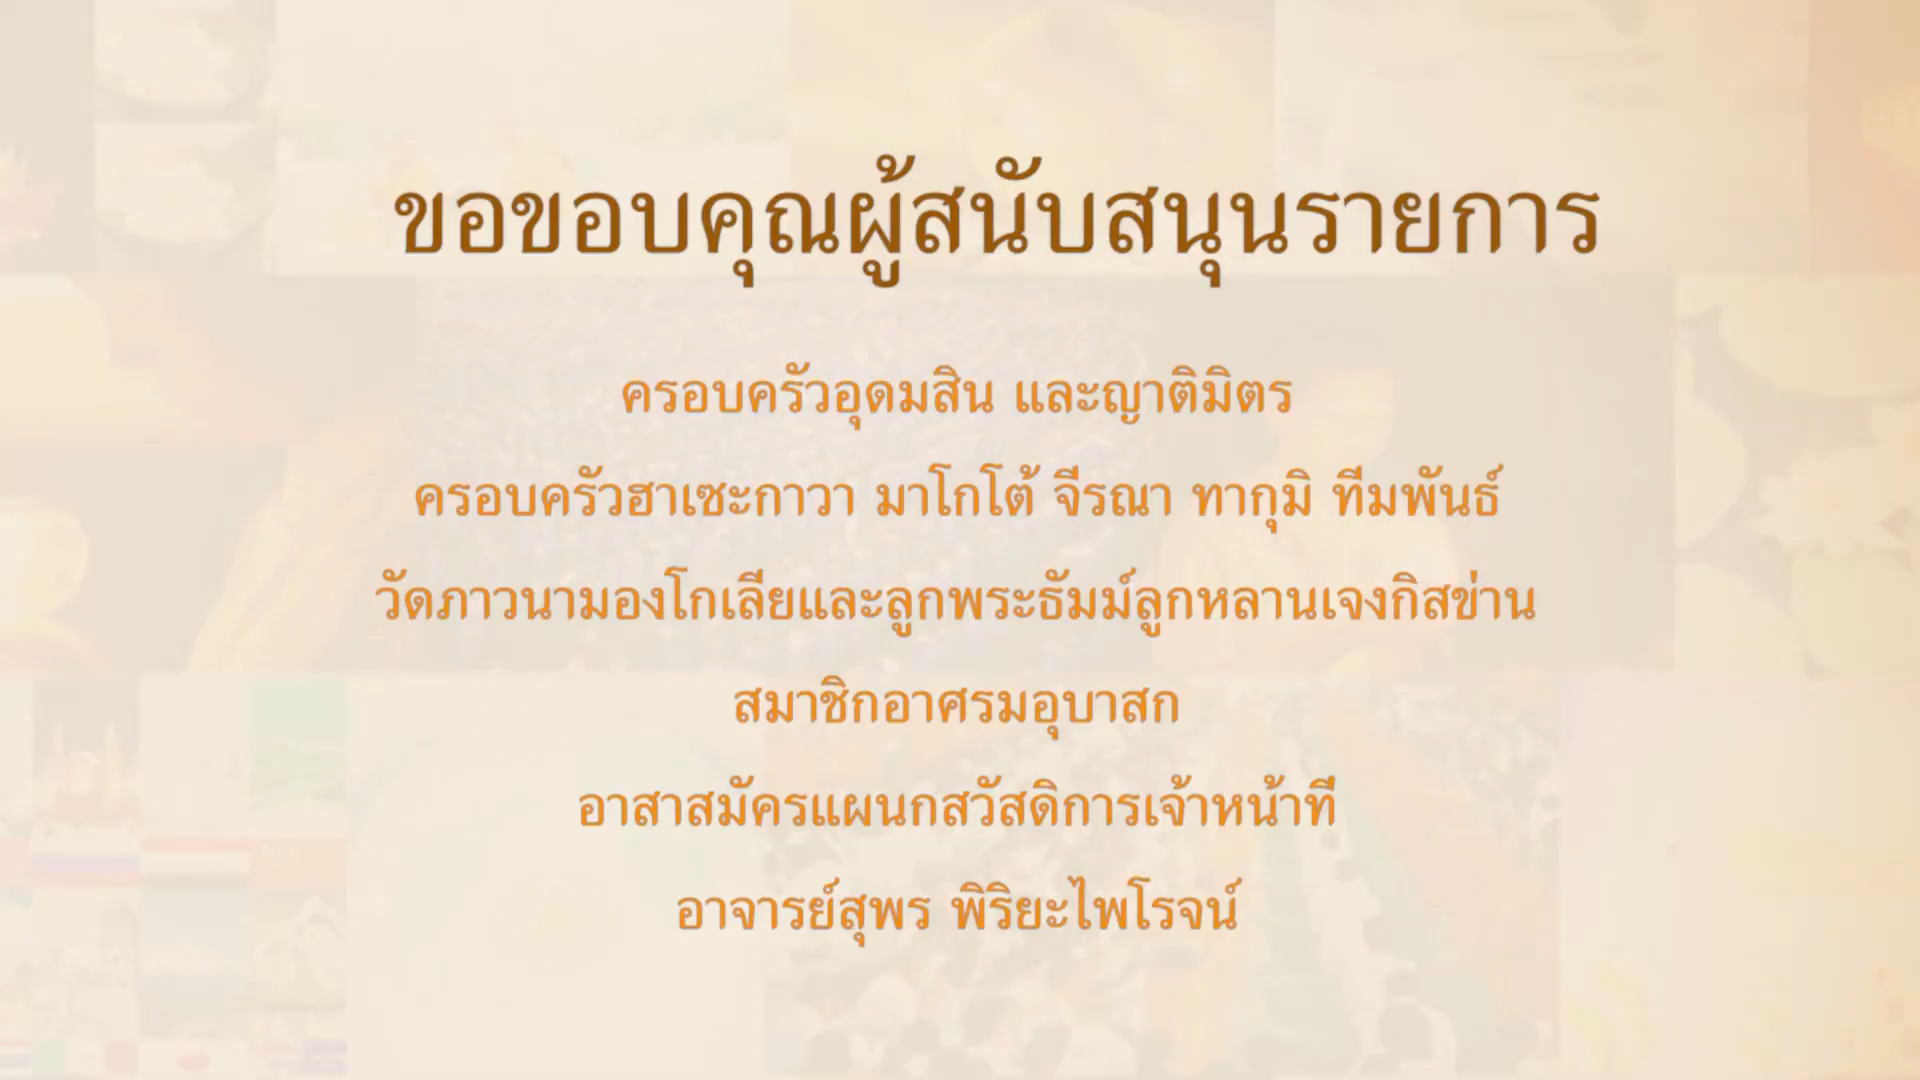 ขอขอบคุณผู้สนับสนุนรายการ
ครอบครัวอุดมสิน และญาติมิตร
ครอบครัวฮาเซะกาวา มาโกโต้ จีรณา ทากุมิ ทีมพันธ์
วัดภาวนามองโกเลียและลูกพระธัมม์ลูกหลานเจงกิสข่าน
สมาชิกอาศรมอุบาสก
อาสาสมัครแผนกสวัสดิการเจ้าหน้าที
อาจารย์สุพร พิริยะไพโรจน์